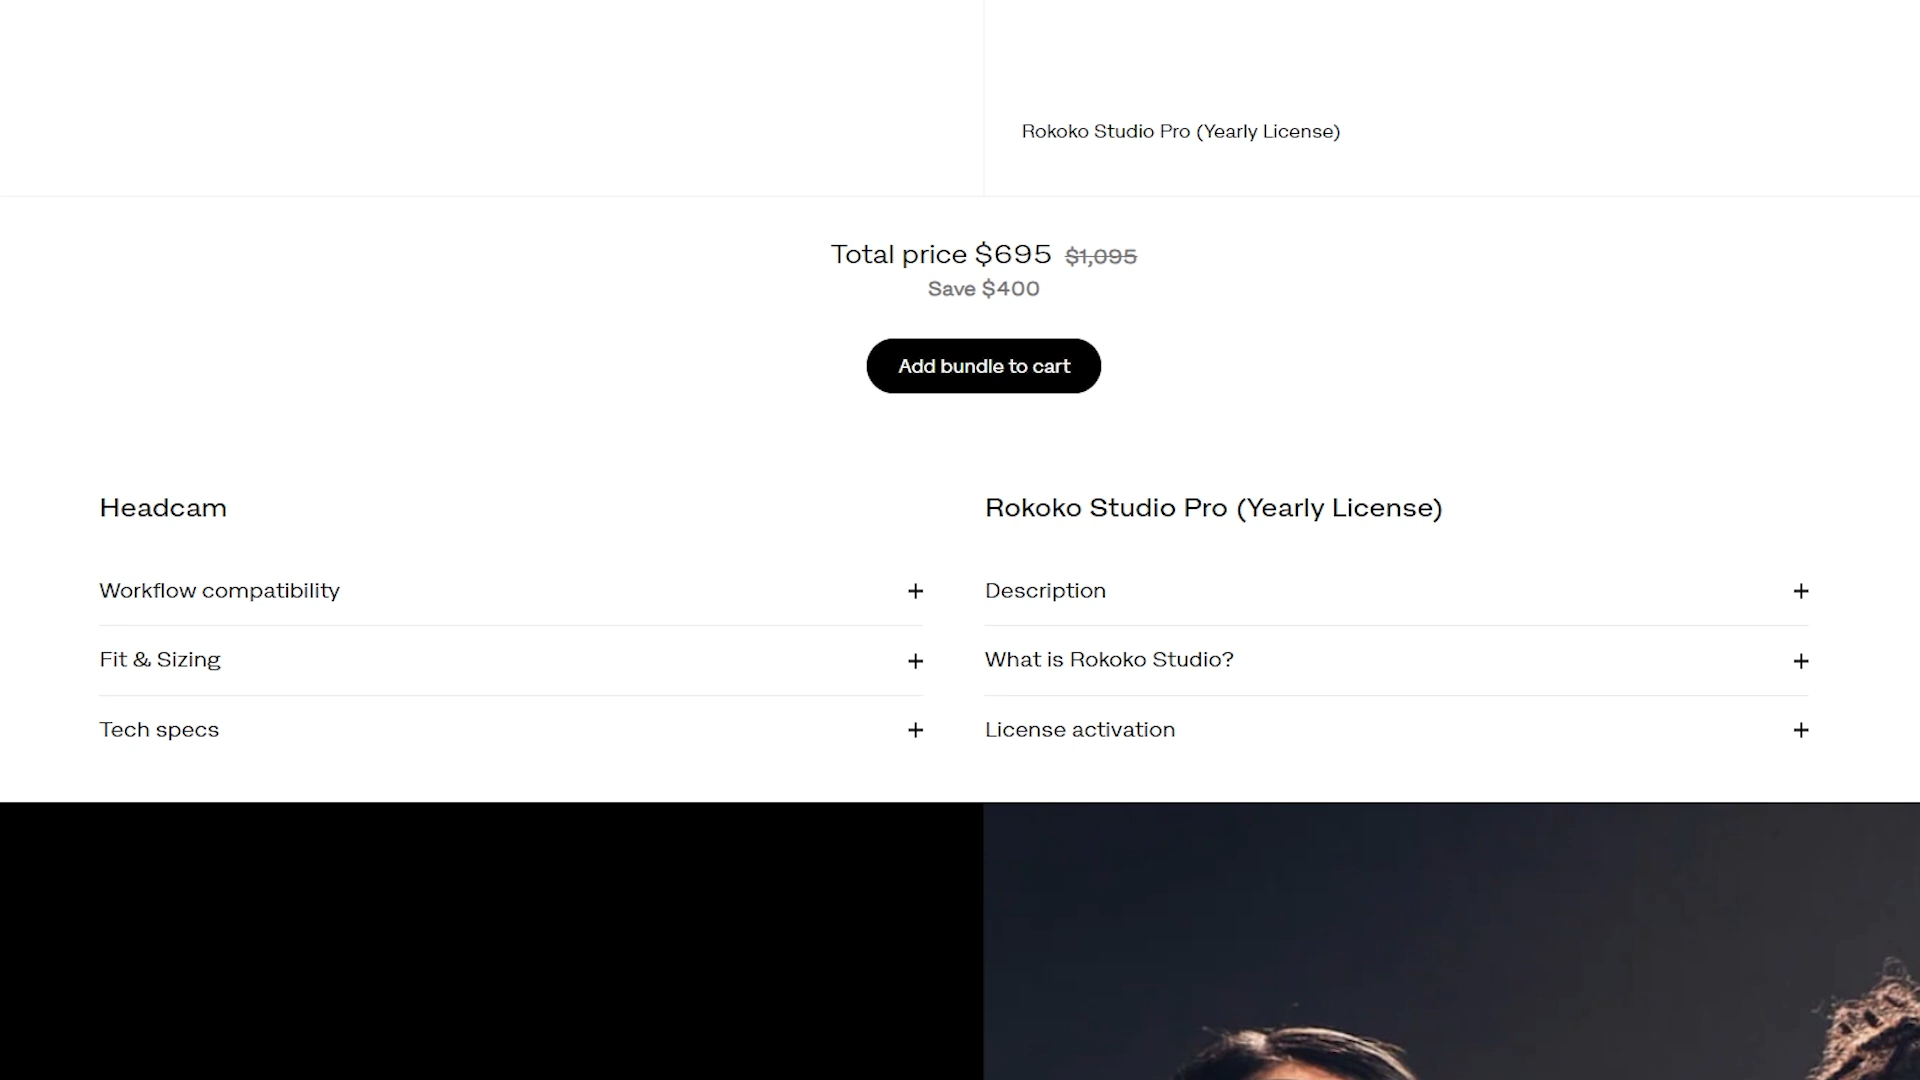 Rokoko Studio Pro (Yearly License)
Total price $695 $1,095
Save $400
Add bundle to cart
Headcam
Workflow compatibility
Fit & Sizing
Tech specs
Rokoko Studio Pro (Yearly License)
Description
What is Rokoko Studio?
License activation